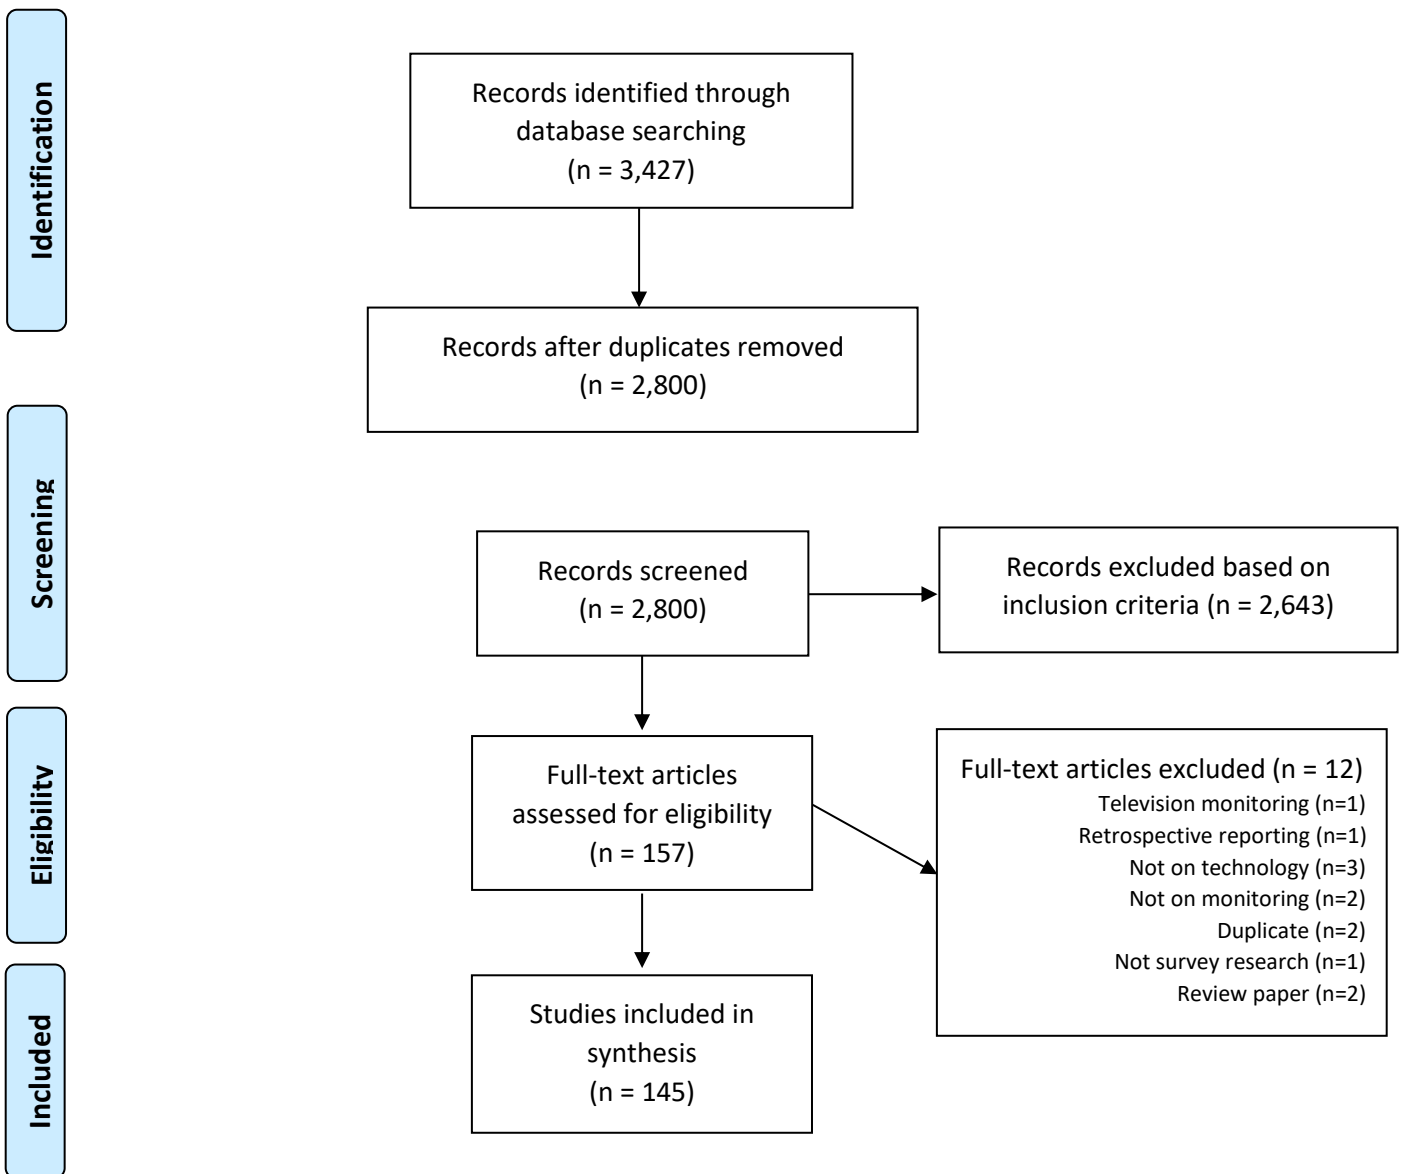 Identification
Records identified through
database searching
(n = 3,427)
Records after duplicates removed
(n = 2,800)
Screening
Records screened
(n = 2,800)
Records excluded based on
inclusion criteria (n = 2,643)
Eligibility
Full-text articles
assessed for eligibility
(n = 157)
Full-text articles excluded (n = 12)
Television monitoring (n=1)
Retrospective reporting (n=1)
Not on technology (n=3)
Not on monitoring (n=2)
Duplicate (n=2)
Not survey research (n=1)
Review paper (n=2)
Included
Studies included in
synthesis
(n = 145)